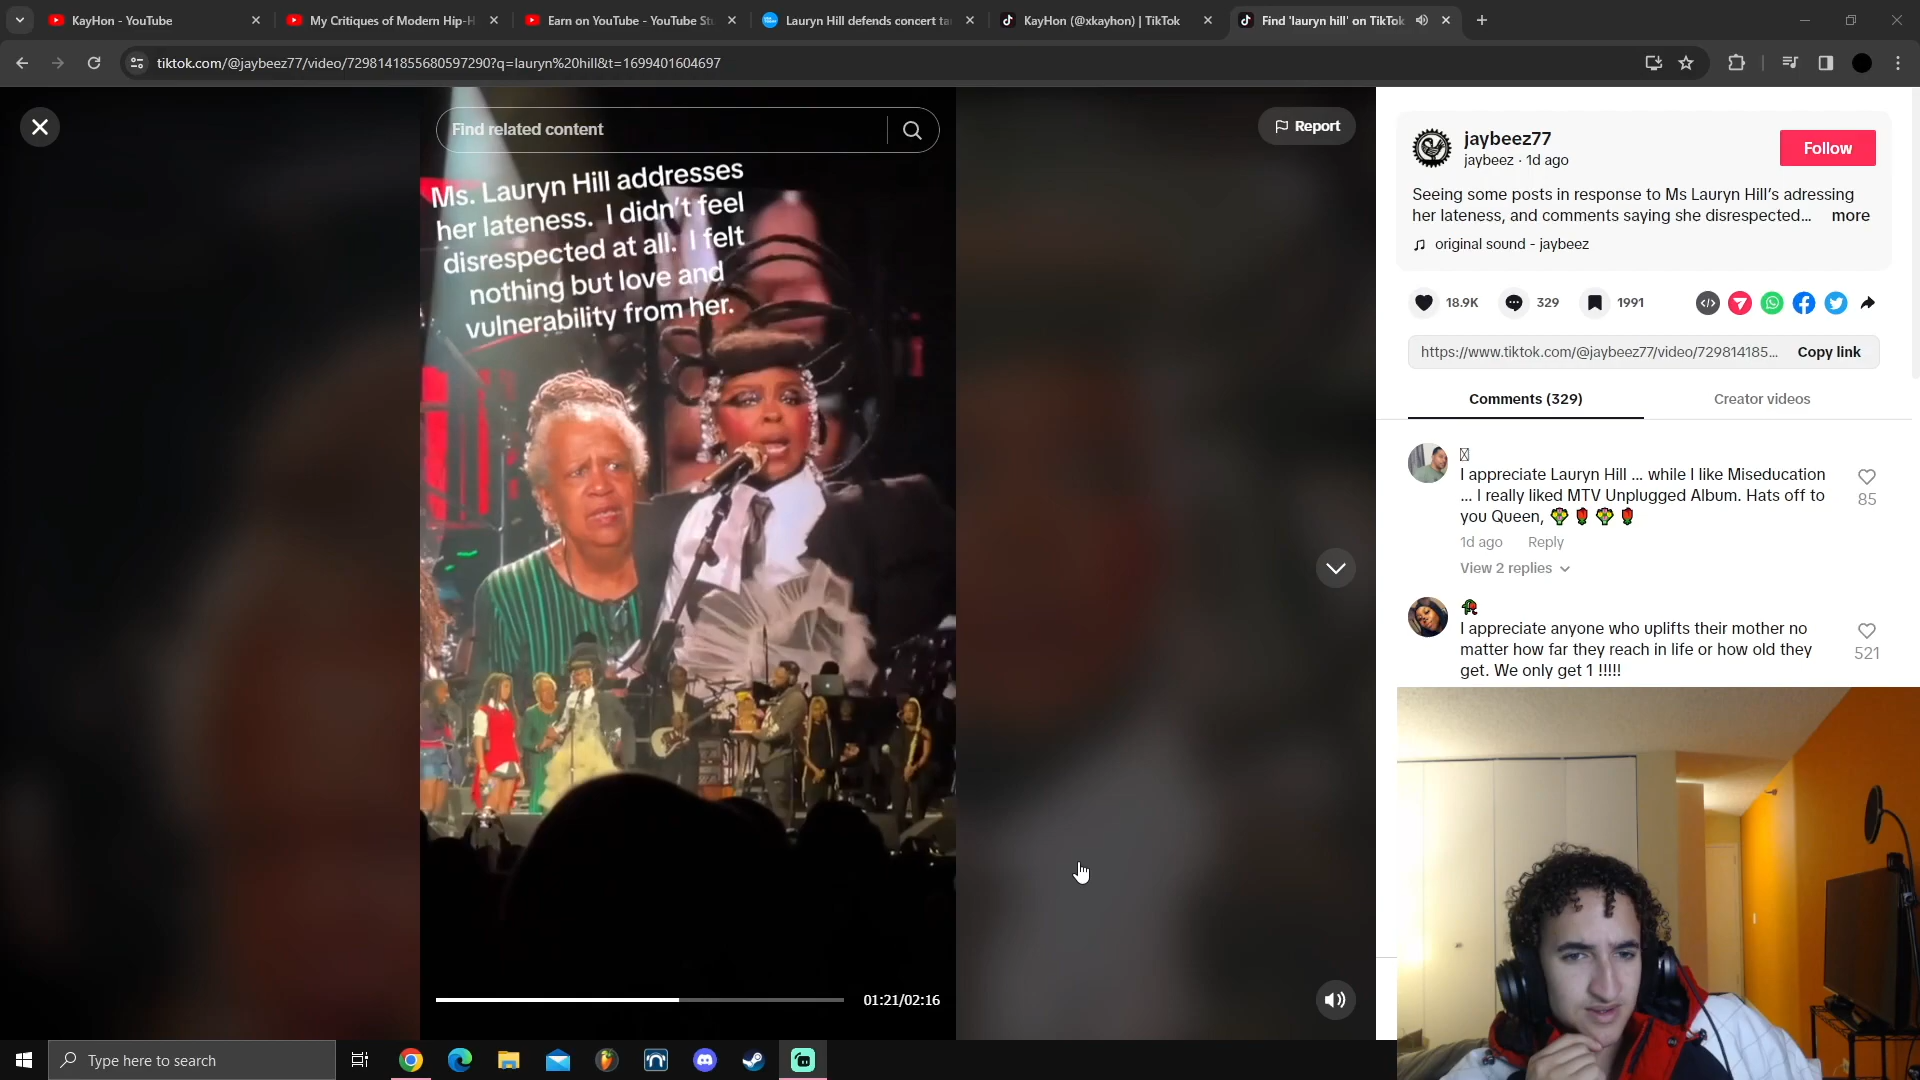 KayHon - YouTube
My Critiques of Modern Hip-H
Earn on YouTube - YouTube Stu
Lauryn Hill defends concert ta
KayHon (@xkayhon) | TikTok
Find 'lauryn hill' on TikTok
tiktok.com/@jaybeez77/video/7298141855680597290?q=lauryn%20hill&t=1699401604697
Find related content
Report
Ms. Lauryn Hill addresses
her lateness. I didn't feel
disrespected at all. I felt
nothing but love and
vulnerability from her.
01:21/02:16
jaybeez77
jaybeez · 1d ago
Follow
Seeing some posts in response to Ms Lauryn Hill's adressing
her lateness, and comments saying she disrespected... more
original sound - jaybeez
18.9K
329
1991
https://www.tiktok.com/@jaybeez77/video/729814185...
Copy link
Comments (329)
Creator videos
I appreciate Lauryn Hill ... while I like Miseducation
... I really liked MTV Unplugged Album. Hats off to
you Queen, 💐🌹💐🌹
85
1d ago
Reply
View 2 replies
🥀
I appreciate anyone who uplifts their mother no
matter how far they reach in life or how old they
get. We only get 1 !!!!!
521
Type here to search